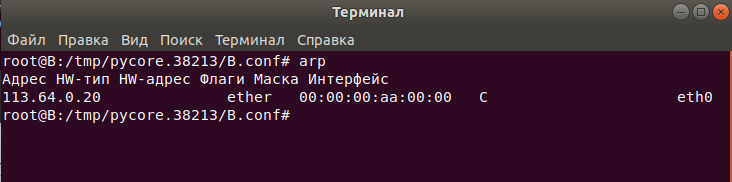 Терминал
Файл Правка Вид Поиск Терминал Справка
root@B:/tmp/pycore.38213/B.conf# arp
Адрес HW-тип HW-адрес Флаги Маска Интерфейс
113.64.0.20 ether 00:00:00:aa:00:00 C eth0
root@B:/tmp/pycore.38213/B.conf#